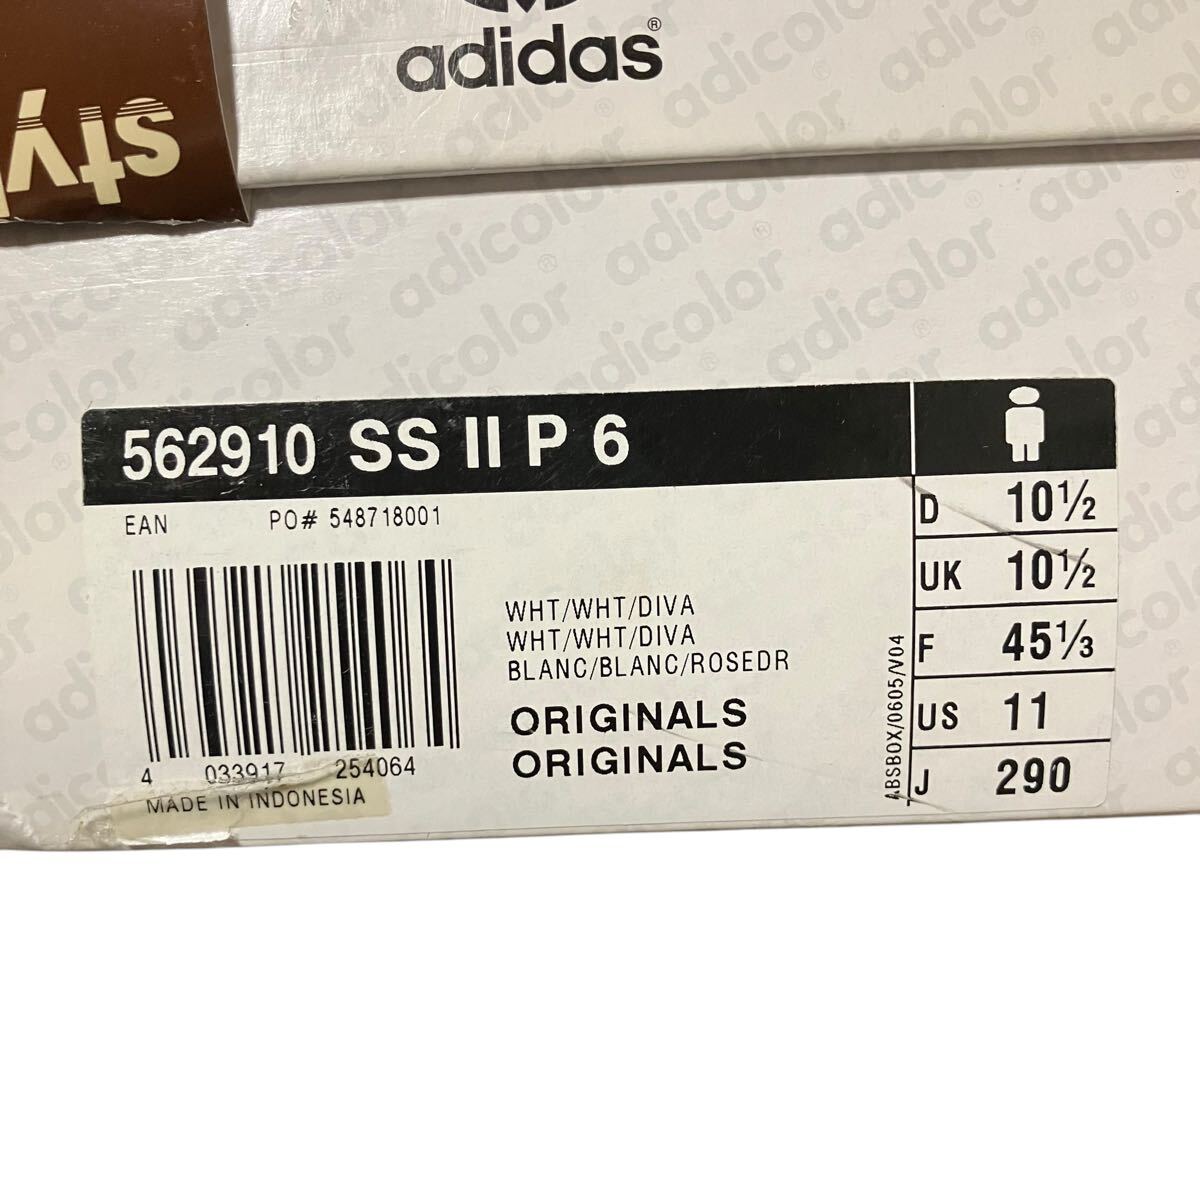 adidas®
adicolor
562910 SS II P 6
EAN PO# 548718001
WHT/WHT/DIVA
WHT/WHT/DIVA
BLANC/BLANC/ROSEDR
ORIGINALS
ORIGINALS
4 033917 254064
MADE IN INDONESIA
ABSBOX/0605/V04
D 10½
UK 10½
F 45⅓
US 11
J 290